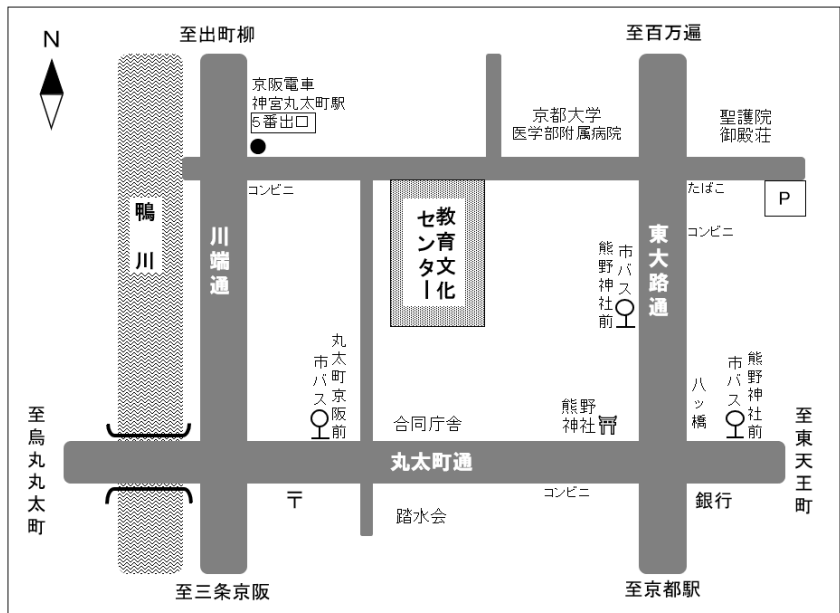 至出町柳
至百万遍
N
京阪電車
神宮丸太町駅
5番出口
京都大学
医学部附属病院
聖護院
御殿荘
コンビニ
たばこ
P
コンビニ
鴨川
川端通
教育文化
センター
東大路通
市バス
熊野神社前
丸太町京阪前
市バス
合同庁舎
熊野
神社
八ッ橋
熊野神社前
市バス
至烏丸丸太町
丸太町通
至東天王町
〒
コンビニ
銀行
踏水会
至三条京阪
至京都駅